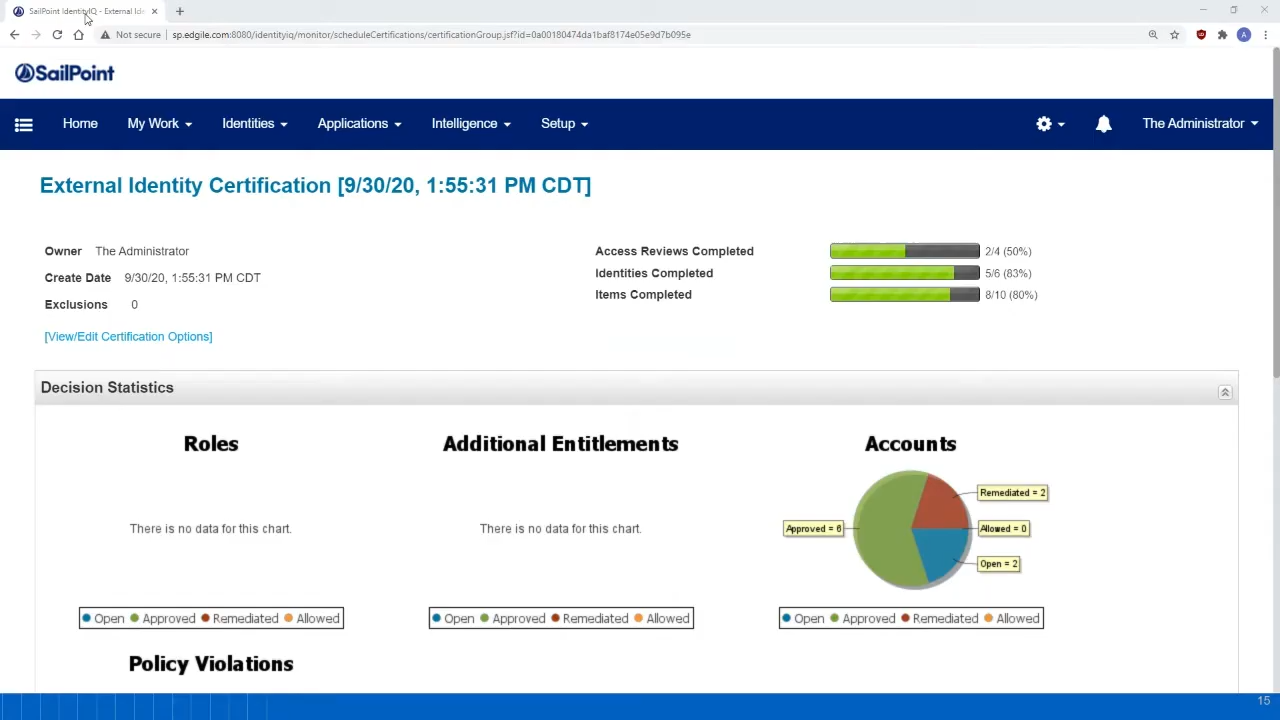 SailPoint IdentityIQ - External Ide
Not secure | sp.edgile.com:8080/identityiq/monitor/scheduleCertifications/certificationGroup.jsf?id=0a00180474da1baf8174e05e9d7b095e
A
SailPoint
Home
My Work
Identities
Applications
Intelligence
Setup
The Administrator
External Identity Certification [9/30/20, 1:55:31 PM CDT]
Owner The Administrator
Create Date 9/30/20, 1:55:31 PM CDT
Exclusions 0
[View/Edit Certification Options]
Access Reviews Completed 2/4 (50%)
Identities Completed 5/6 (83%)
Items Completed 8/10 (80%)
Decision Statistics
Roles
There is no data for this chart.
Open Approved Remediated Allowed
Additional Entitlements
There is no data for this chart.
Open Approved Remediated Allowed
Accounts
Remediated = 2
Approved = 6
Allowed = 0
Open = 2
Open Approved Remediated Allowed
Policy Violations
15